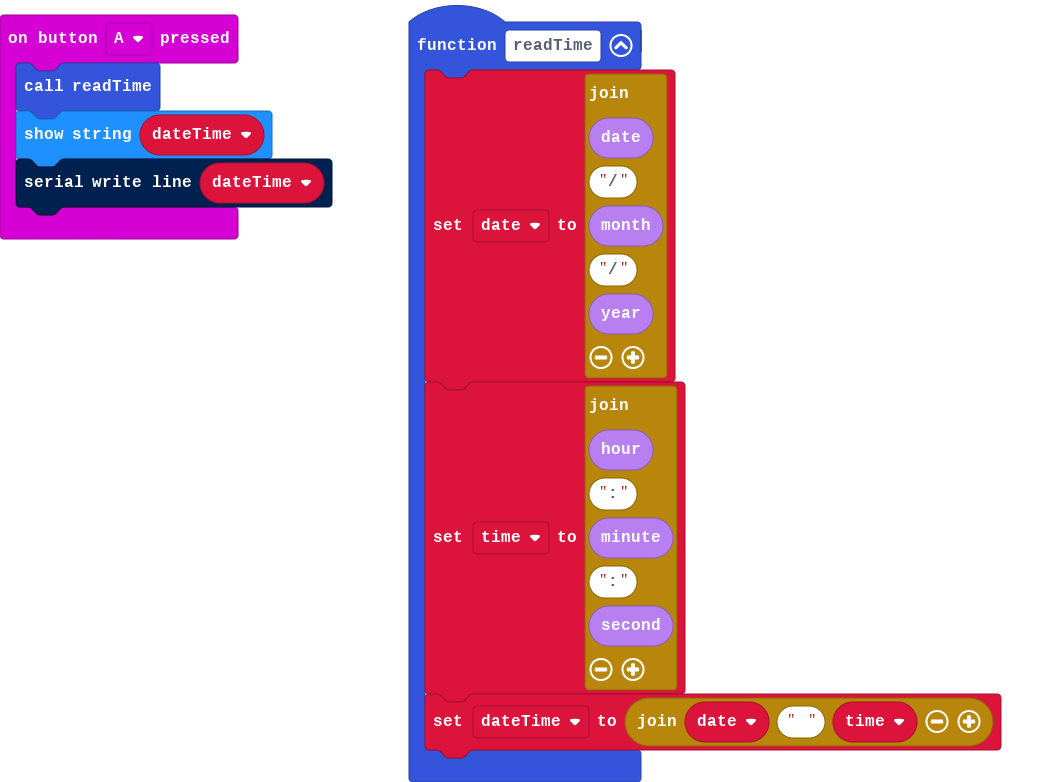 on button A pressed
call readTime
show string dateTime
serial write line dateTime
function readTime
set date to
join
date
"/"
month
"/"
year
set time to
join
hour
":"
minute
":"
second
set dateTime to join date " " time